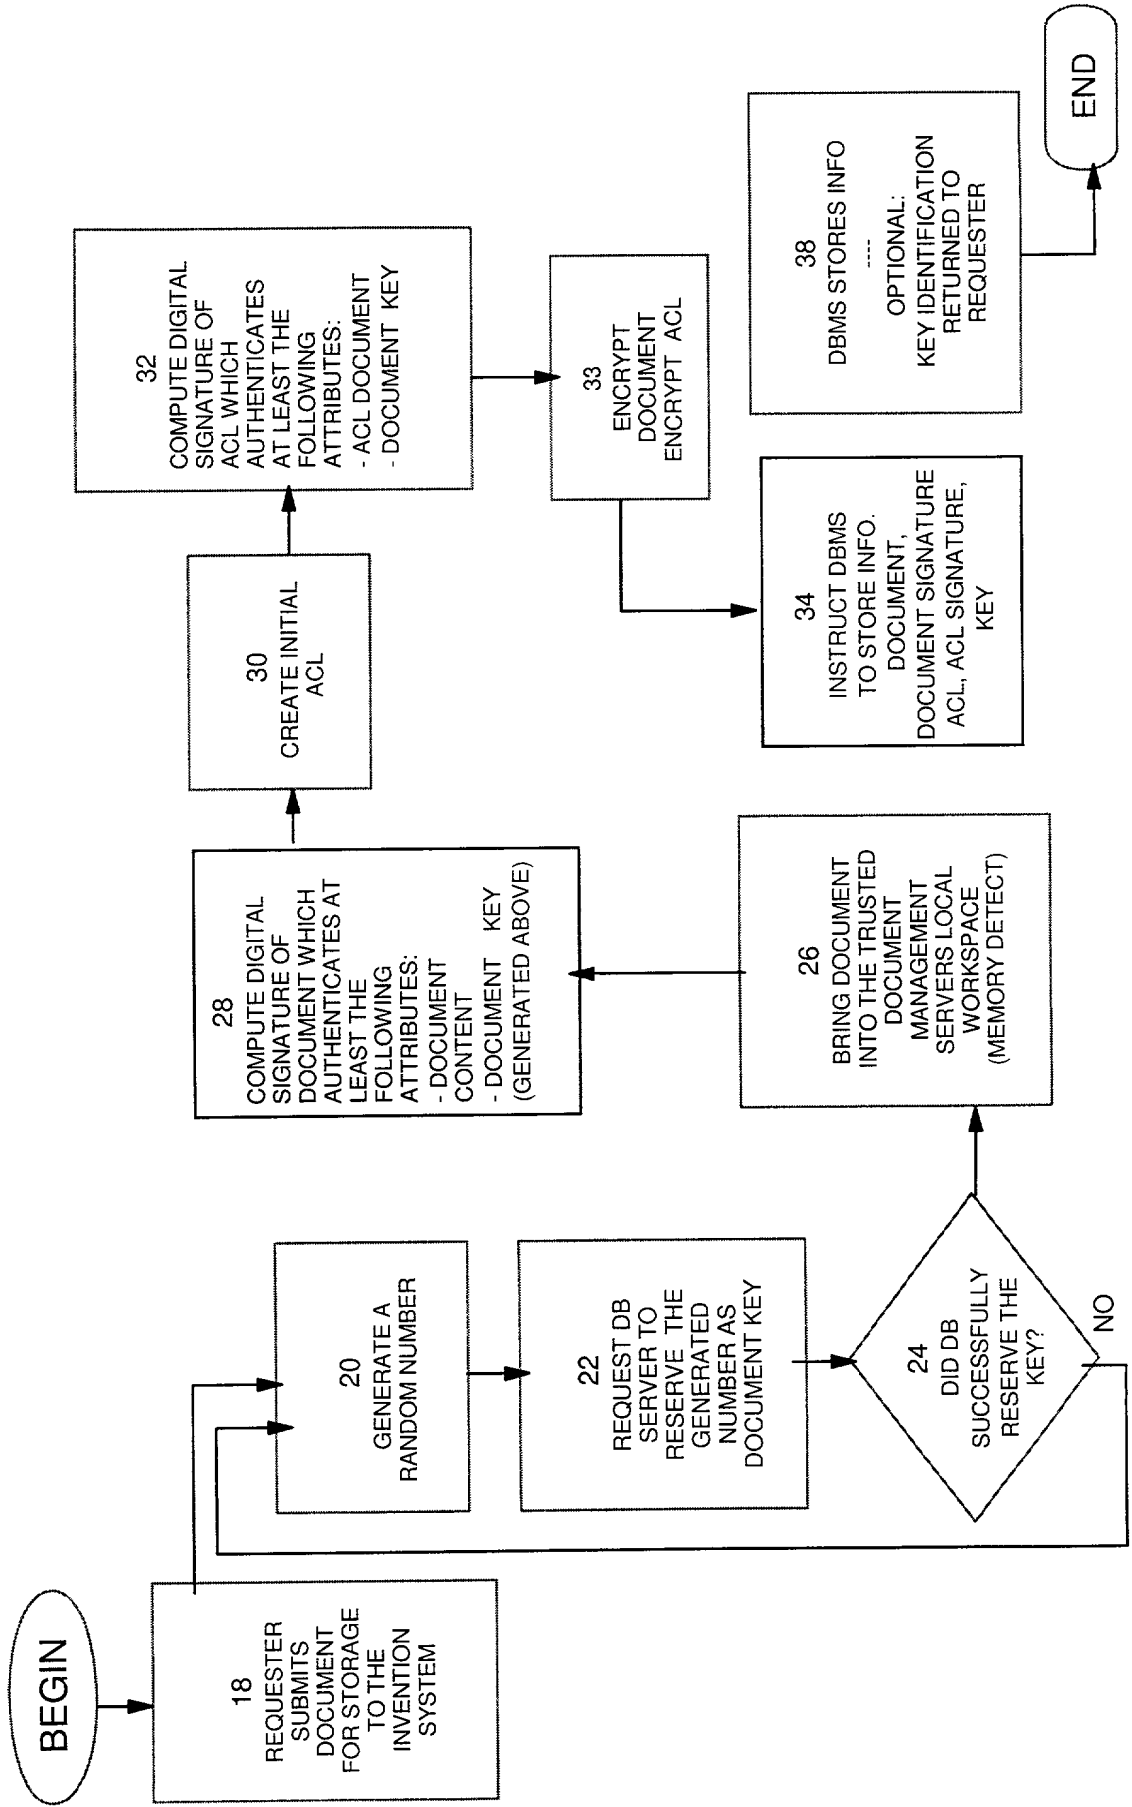 BEGIN
18
REQUESTER
SUBMITS
DOCUMENT
FOR STORAGE
TO THE
INVENTION
SYSTEM
20
GENERATE A
RANDOM NUMBER
22
REQUEST DB
SERVER TO
RESERVE THE
GENERATED
NUMBER AS
DOCUMENT KEY
24
DID DB
SUCCESSFULLY
RESERVE THE
KEY?
NO
26
BRING DOCUMENT
INTO THE TRUSTED
DOCUMENT
MANAGEMENT
SERVERS LOCAL
WORKSPACE
(MEMORY DETECT)
28
COMPUTE DIGITAL
SIGNATURE OF
DOCUMENT WHICH
AUTHENTICATES AT
LEAST THE
FOLLOWING
ATTRIBUTES:
- DOCUMENT
CONTENT
- DOCUMENT KEY
(GENERATED ABOVE)
30
CREATE INITIAL
ACL
32
COMPUTE DIGITAL
SIGNATURE OF
ACL WHICH
AUTHENTICATES
AT LEAST THE
FOLLOWING
ATTRIBUTES:
- ACL DOCUMENT
- DOCUMENT KEY
33
ENCRYPT
DOCUMENT
ENCRYPT ACL
34
INSTRUCT DBMS
TO STORE INFO.
DOCUMENT,
DOCUMENT SIGNATURE
ACL, ACL SIGNATURE,
KEY
38
DBMS STORES INFO
----
OPTIONAL:
KEY IDENTIFICATION
RETURNED TO
REQUESTER
END